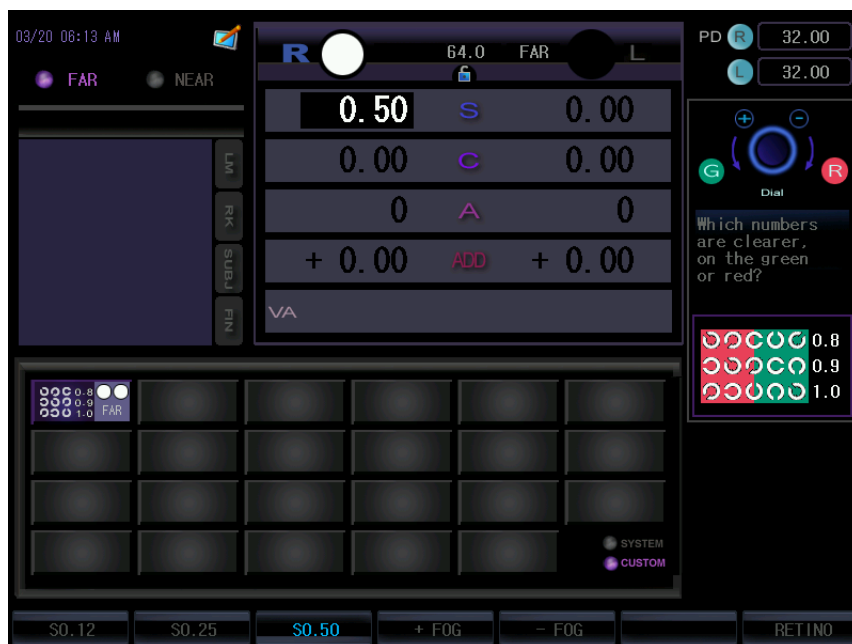 03/20 06:13 AM
FAR NEAR
R 64.0 FAR L
PD R 32.00
L 32.00
0.50 S 0.00
0.00 C 0.00
0 A 0
+ 0.00 ADD + 0.00
VA
LM
RK
SUBJ
FIN
+ -
G R
Dial
Which numbers
are clearer,
on the green
or red?
0.8
0.9
1.0
0.8
0.9
1.0 FAR
SYSTEM
CUSTOM
S0.12 S0.25 S0.50 + FOG - FOG RETINO